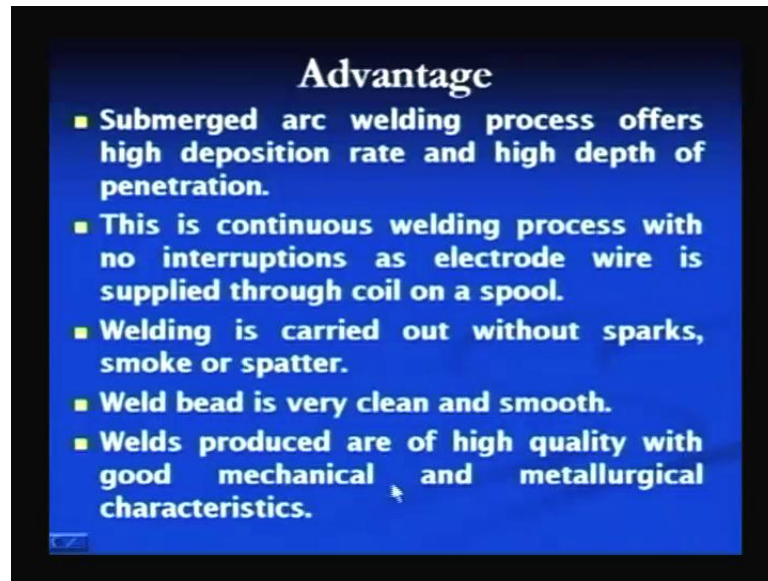 Advantage
Submerged arc welding process offers
high deposition rate and high depth of
penetration.
This is continuous welding process with
no interruptions as electrode wire is
supplied through coil on a spool.
Welding is carried out without sparks,
smoke or spatter.
Weld bead is very clean and smooth.
Welds produced are of high quality with
good mechanical and metallurgical
characteristics.